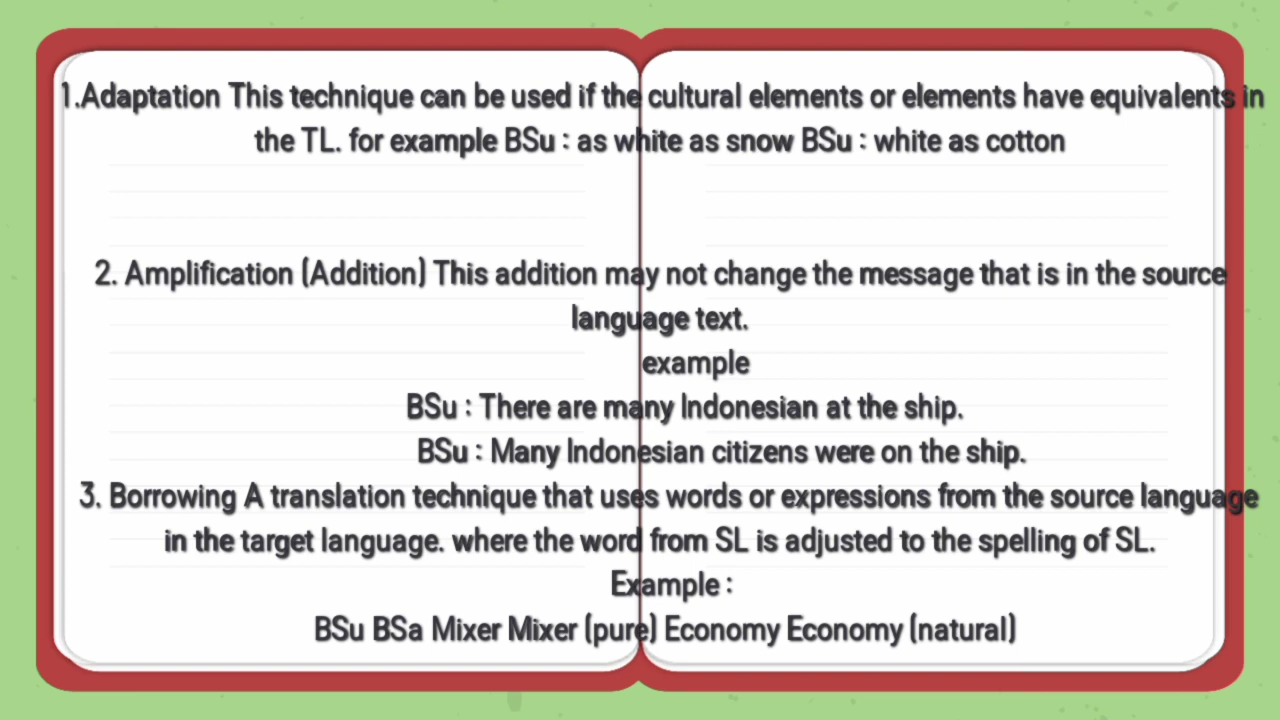 1.Adaptation This technique can be used if the cultural elements or elements have equivalents in
the TL. for example BSu : as white as snow BSu : white as cotton
2. Amplification (Addition) This addition may not change the message that is in the source
language text.
example
BSu : There are many Indonesian at the ship.
BSu : Many Indonesian citizens were on the ship.
3. Borrowing A translation technique that uses words or expressions from the source language
in the target language. where the word from SL is adjusted to the spelling of SL.
Example :
BSu BSa Mixer Mixer (pure) Economy Economy (natural)